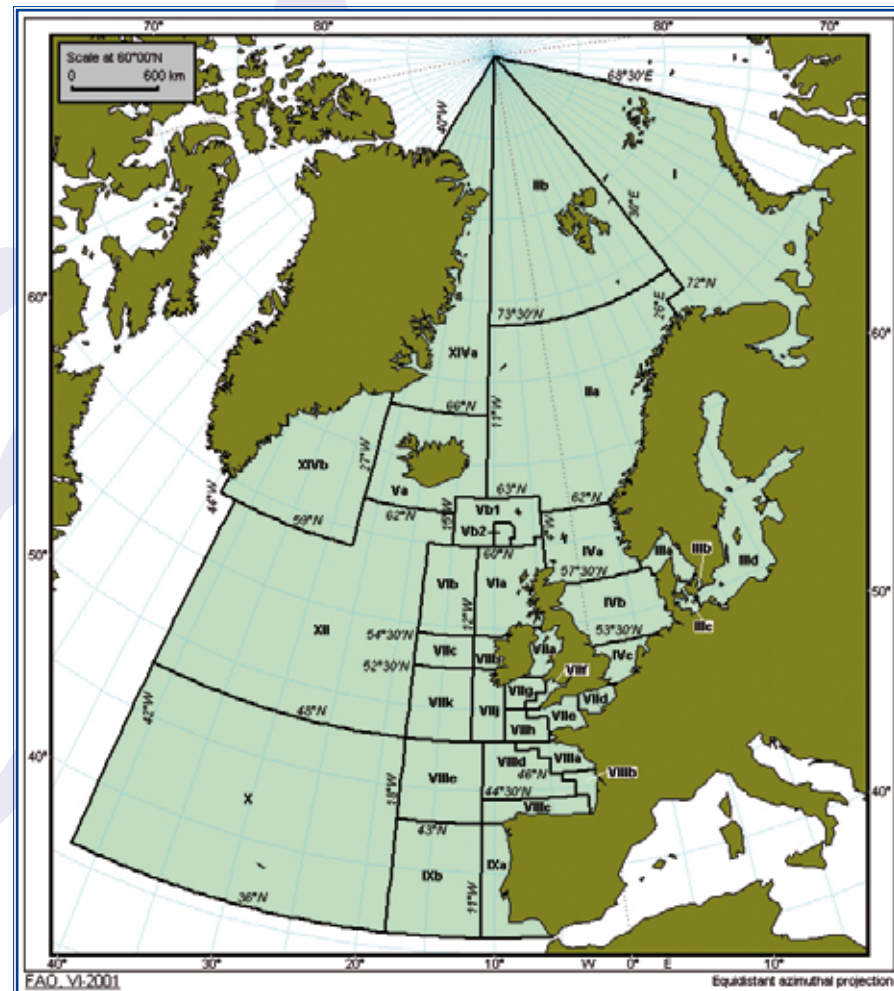 80° 80° 70°
70°
Scale at 60°00'N
0 600 km
68°30'E
40°W
IIb
I
30°E
60°
60°
72°N
26°E
73°30'N
XIVa
IIa
66°N
11°W
27°W
XIVb
Va
44°W
63°N
62°N
15°W
Vb1
62°N
59°N
Vb2
4°W
IVa
IIIa
IIIb
IIId
50°
60°N
57°30'N
VIb
VIa
IVb
50°
12°W
IIIc
XII
54°30'N
53°30'N
VIIc
VIIb
VIIa
IVc
52°30'N
VIIf
VIIg
VIIk
VIIj
VIId
42°W
48°N
VIIe
VIIh
40°
VIIId
VIIIa
VIIIe
46°N
VIIIb
X
18°W
44°30'N
40°
VIIIc
43°N
IXb
IXa
36°N
11°W
40° 30° 20° 10° W 0° E 10°
FAO, VI-2001
Equidistant azimuthal projection